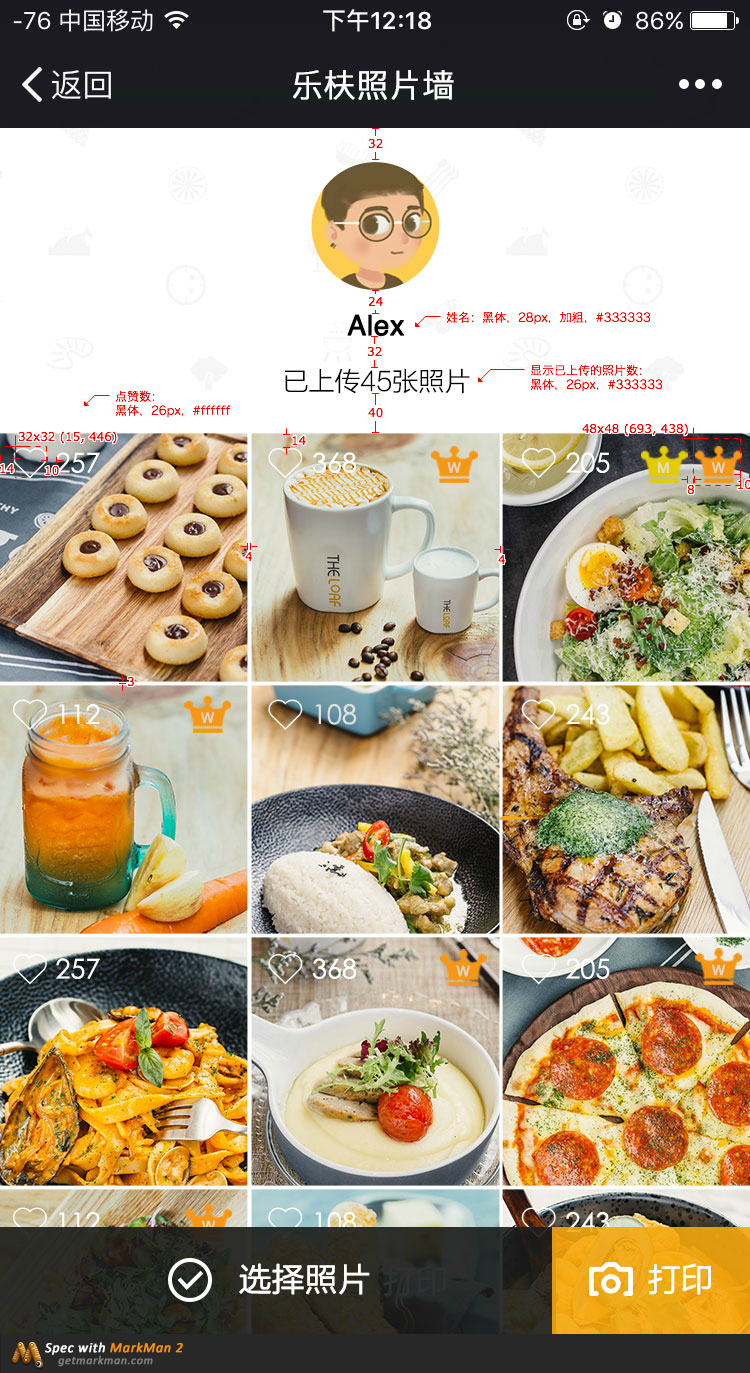 -76 中国移动 下午12:18 86%
返回 乐枎照片墙
32
24
Alex
姓名：黑体、28px，加粗，#333333
32
已上传45张照片
显示已上传的照片数：
黑体、26px，#333333
点赞数：
黑体、26px，#ffffff
40
32x32 (15, 446)
14
48x48 (693, 438)
14 10
257 368 W 205 M W
8 10
4 4
THE LOAF
THE LOAF
3
112 W 108 243
257 368 W 205 W
112 W 108 243
选择照片 打印 打印
Spec with MarkMan 2
getmarkman.com